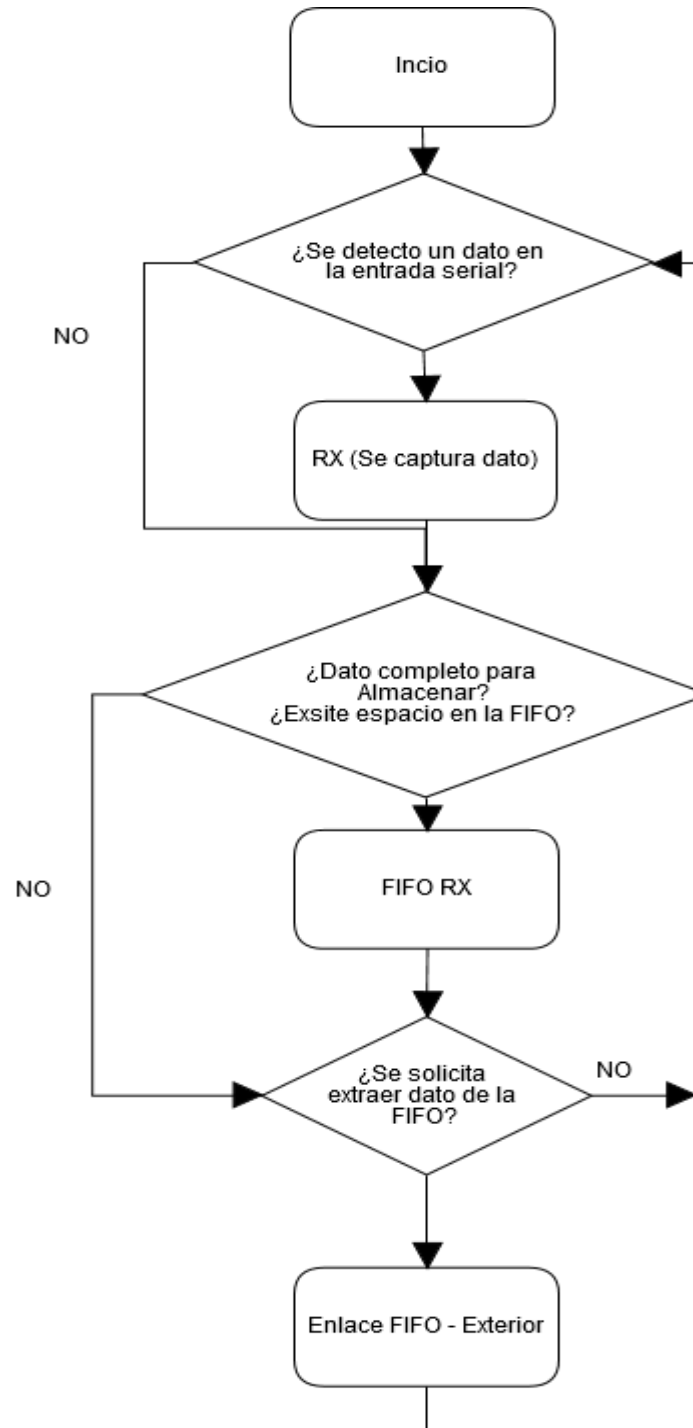 Incio
¿Se detecto un dato en
la entrada serial?
NO
RX (Se captura dato)
¿Dato completo para
Almacenar?
¿Exsite espacio en la FIFO?
NO
FIFO RX
¿Se solicita
extraer dato de la
FIFO?
NO
Enlace FIFO - Exterior